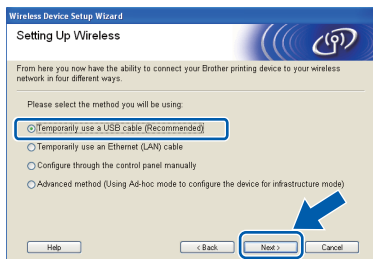 Wireless Device Setup Wizard
Setting Up Wireless
From here you now have the ability to connect your Brother printing device to your wireless
network in four different ways.
Please select the method you will be using:
Temporarily use a USB cable (Recommended)
Temporarily use an Ethernet (LAN) cable
Configure through the control panel manually
Advanced method (Using Ad-hoc mode to configure the device for infrastructure mode)
Help
< Back
Next >
Cancel